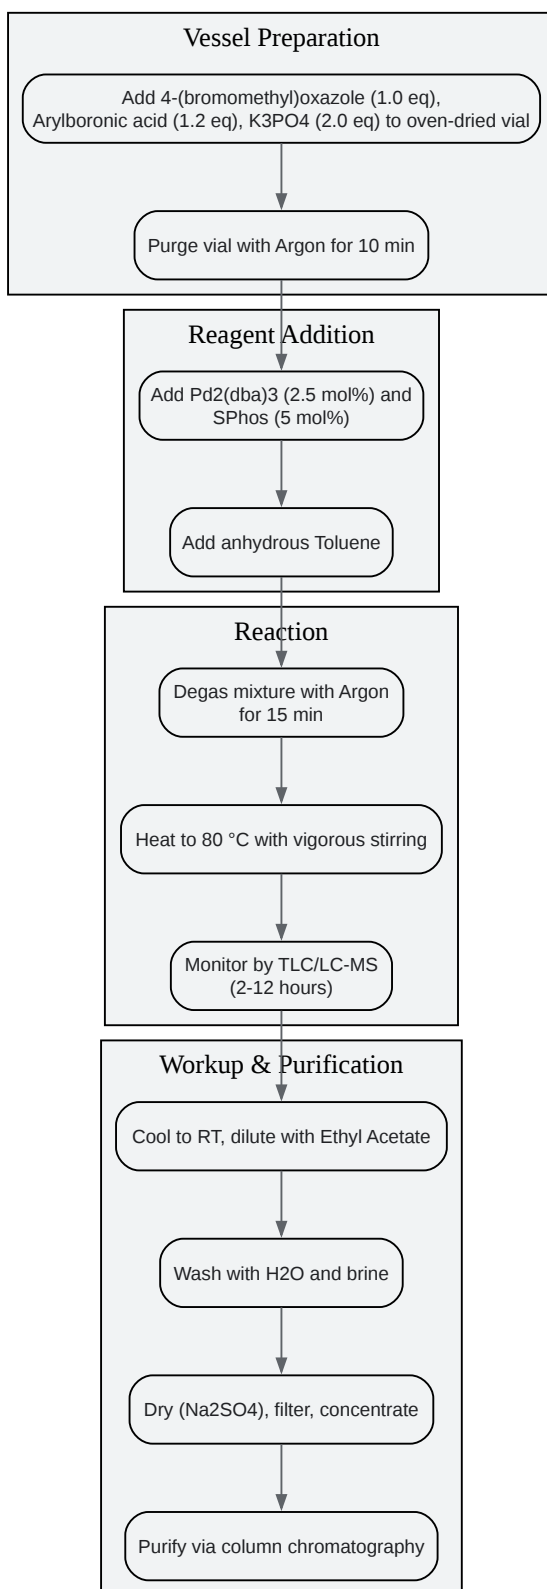 Vessel Preparation
Add 4-(bromomethyl)oxazole (1.0 eq),
Arylboronic acid (1.2 eq), K3PO4 (2.0 eq) to oven-dried vial
Purge vial with Argon for 10 min
Reagent Addition
Add Pd2(dba)3 (2.5 mol%) and
SPhos (5 mol%)
Add anhydrous Toluene
Reaction
Degas mixture with Argon
for 15 min
Heat to 80 °C with vigorous stirring
Monitor by TLC/LC-MS
(2-12 hours)
Workup & Purification
Cool to RT, dilute with Ethyl Acetate
Wash with H2O and brine
Dry (Na2SO4), filter, concentrate
Purify via column chromatography